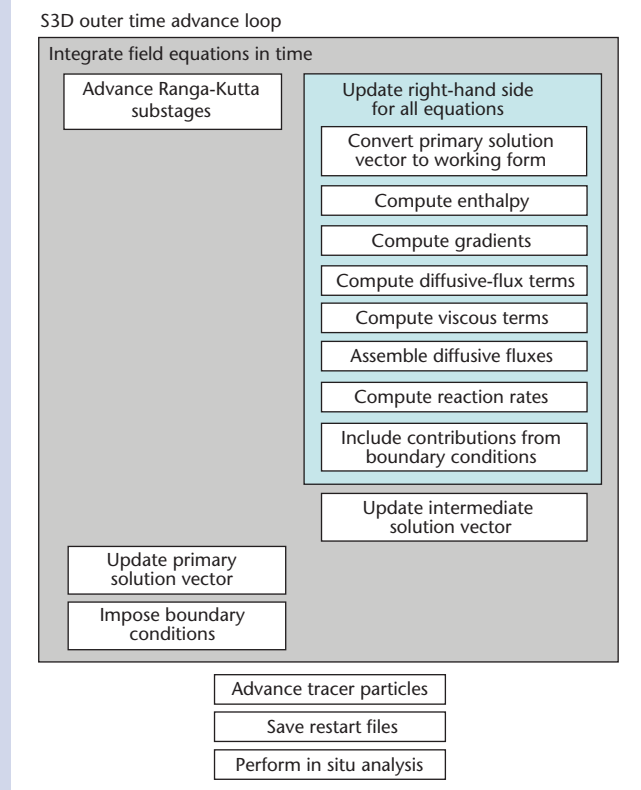 S3D outer time advance loop
Integrate field equations in time
Advance Ranga-Kutta
substages
Update right-hand side
for all equations
Convert primary solution
vector to working form
Compute enthalpy
Compute gradients
Compute diffusive-flux terms
Compute viscous terms
Assemble diffusive fluxes
Compute reaction rates
Include contributions from
boundary conditions
Update intermediate
solution vector
Update primary
solution vector
Impose boundary
conditions
Advance tracer particles
Save restart files
Perform in situ analysis